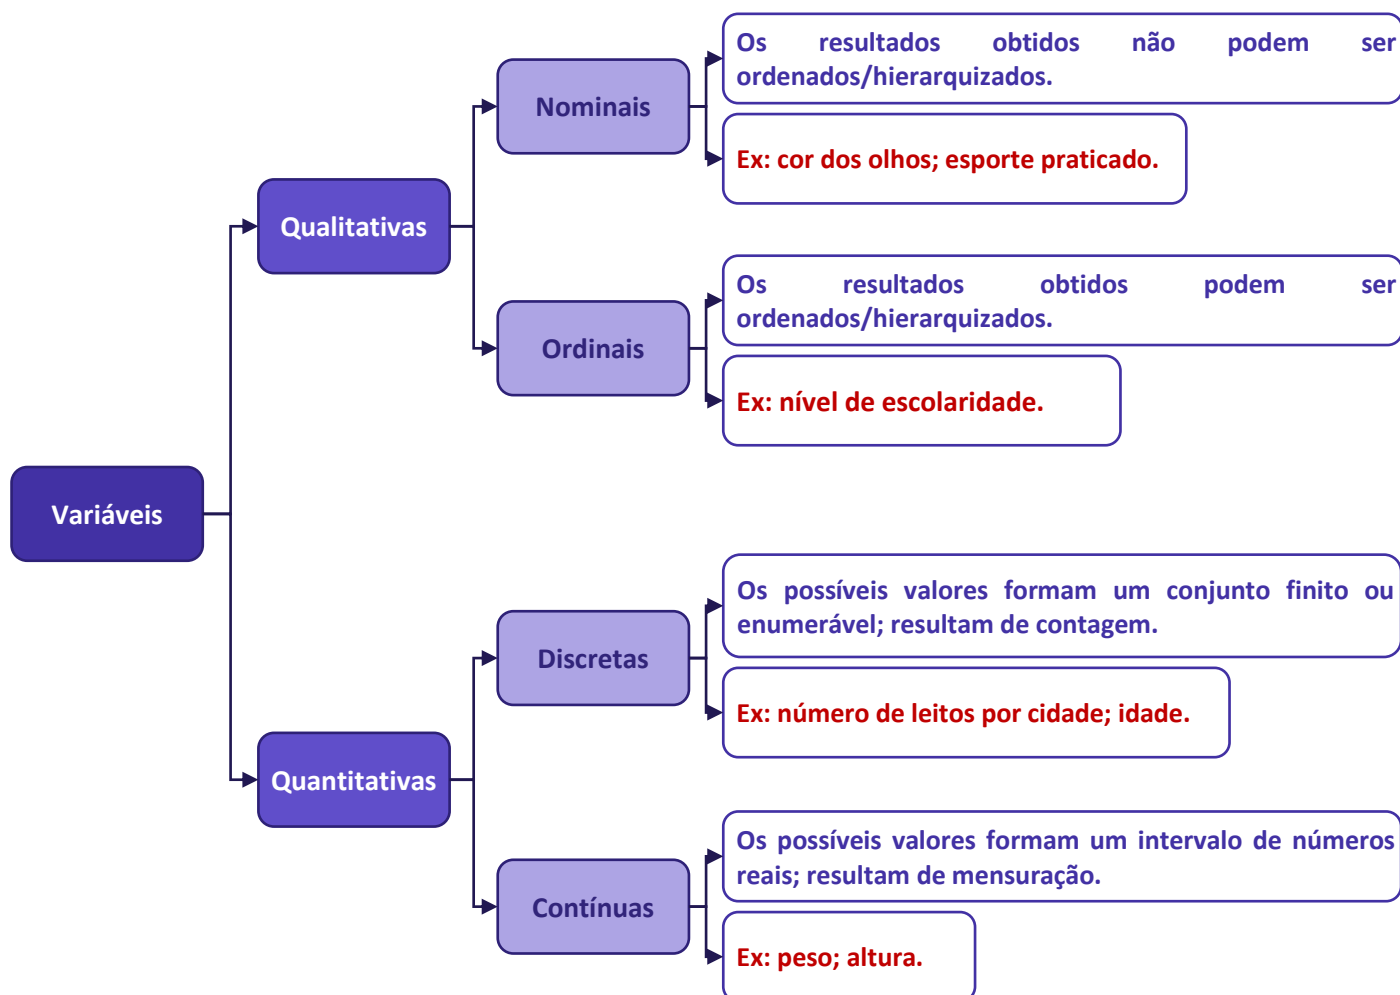 Variáveis
Qualitativas
Nominais
Os resultados obtidos não podem ser
ordenados/hierarquizados.
Ex: cor dos olhos; esporte praticado.
Ordinais
Os resultados obtidos podem ser
ordenados/hierarquizados.
Ex: nível de escolaridade.
Quantitativas
Discretas
Os possíveis valores formam um conjunto finito ou
enumerável; resultam de contagem.
Ex: número de leitos por cidade; idade.
Contínuas
Os possíveis valores formam um intervalo de números
reais; resultam de mensuração.
Ex: peso; altura.